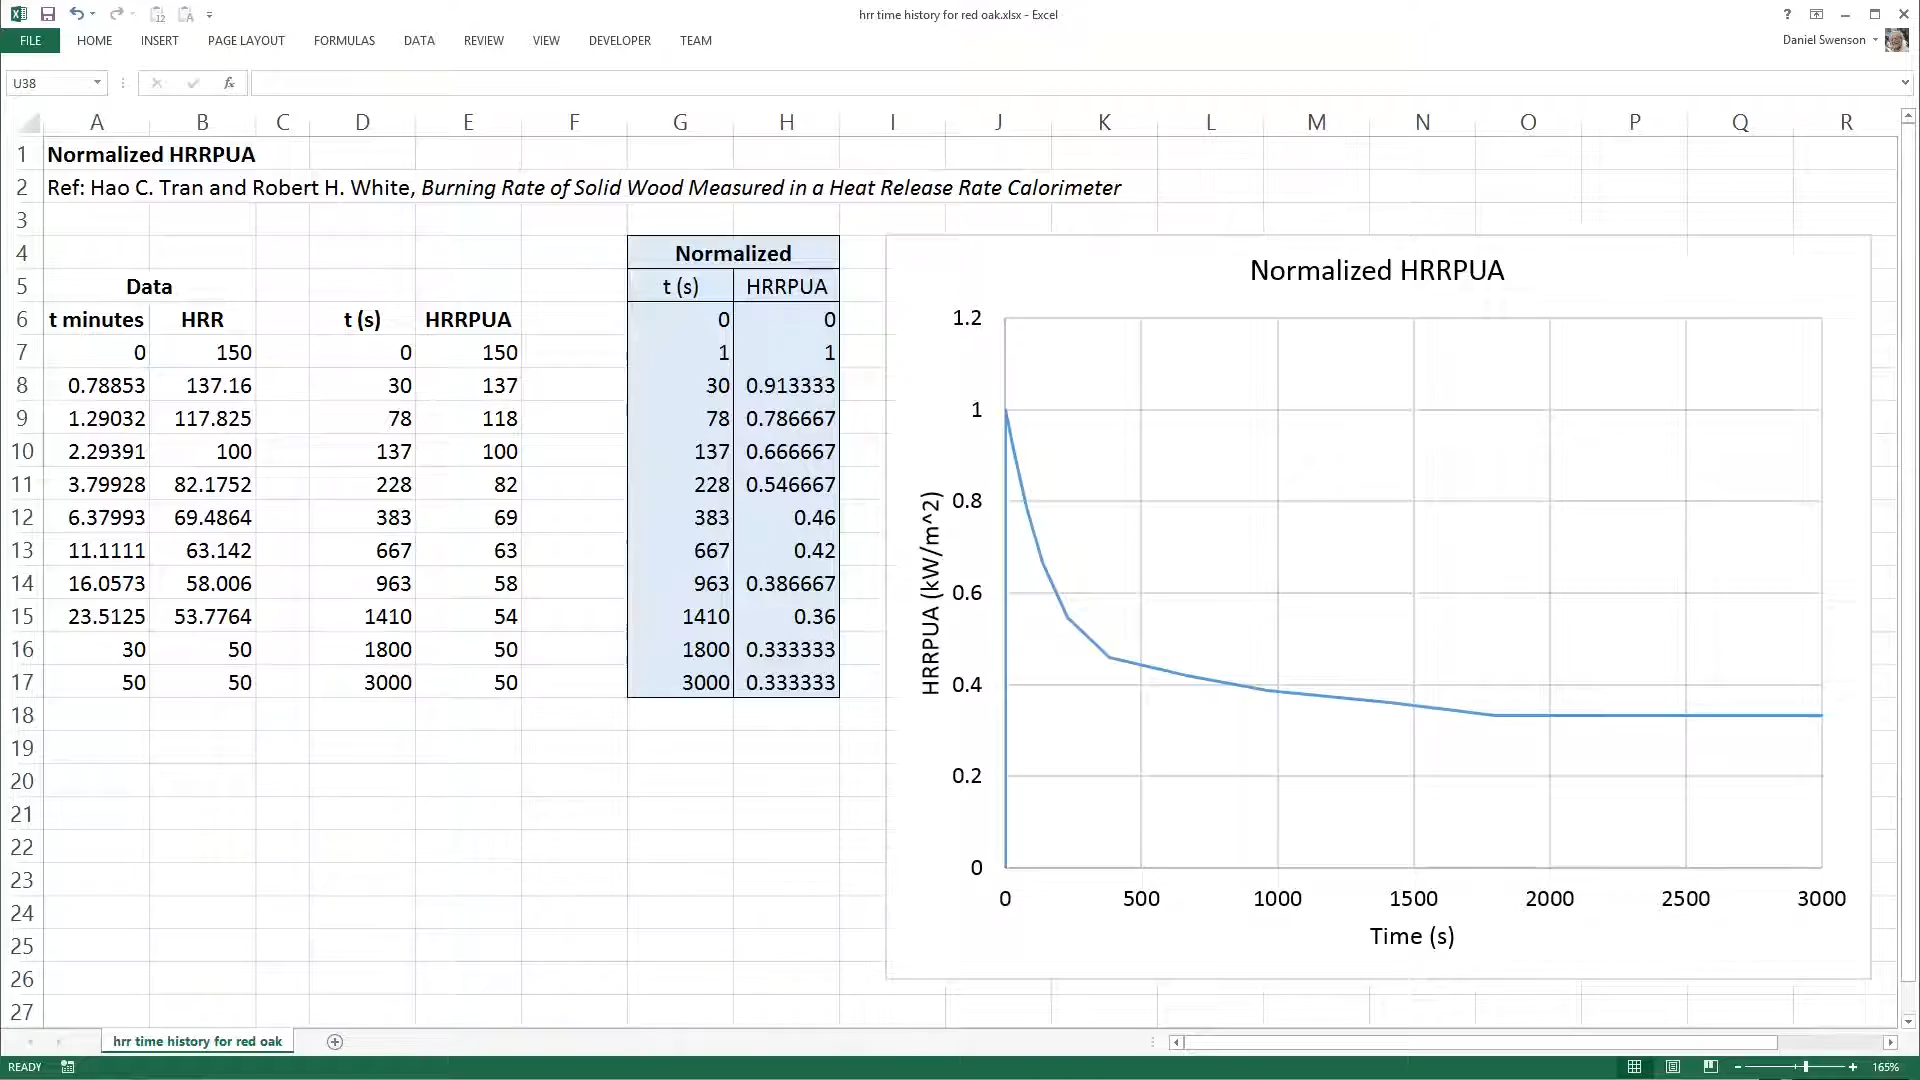 hrr time history for red oak.xlsx - Excel
FILE HOME INSERT PAGE LAYOUT FORMULAS DATA REVIEW VIEW DEVELOPER TEAM
Daniel Swenson
U38
fx
A B C D E F G H I J K L M N O P Q R
1 Normalized HRRPUA
2 Ref: Hao C. Tran and Robert H. White, Burning Rate of Solid Wood Measured in a Heat Release Rate Calorimeter
3
4 Normalized
5 Data t (s) HRRPUA
6 t minutes HRR t (s) HRRPUA 0 0
7 0 150 0 150 1 1
8 0.78853 137.16 30 137 30 0.913333
9 1.29032 117.825 78 118 78 0.786667
10 2.29391 100 137 100 137 0.666667
11 3.79928 82.1752 228 82 228 0.546667
12 6.37993 69.4864 383 69 383 0.46
13 11.1111 63.142 667 63 667 0.42
14 16.0573 58.006 963 58 963 0.386667
15 23.5125 53.7764 1410 54 1410 0.36
16 30 50 1800 50 1800 0.333333
17 50 50 3000 50 3000 0.333333
18
19
20
21
22
23
24
25
26
27
Normalized HRRPUA
HRRPUA (kW/m^2)
1.2
1
0.8
0.6
0.4
0.2
0
0 500 1000 1500 2000 2500 3000
Time (s)
hrr time history for red oak
READY
165%